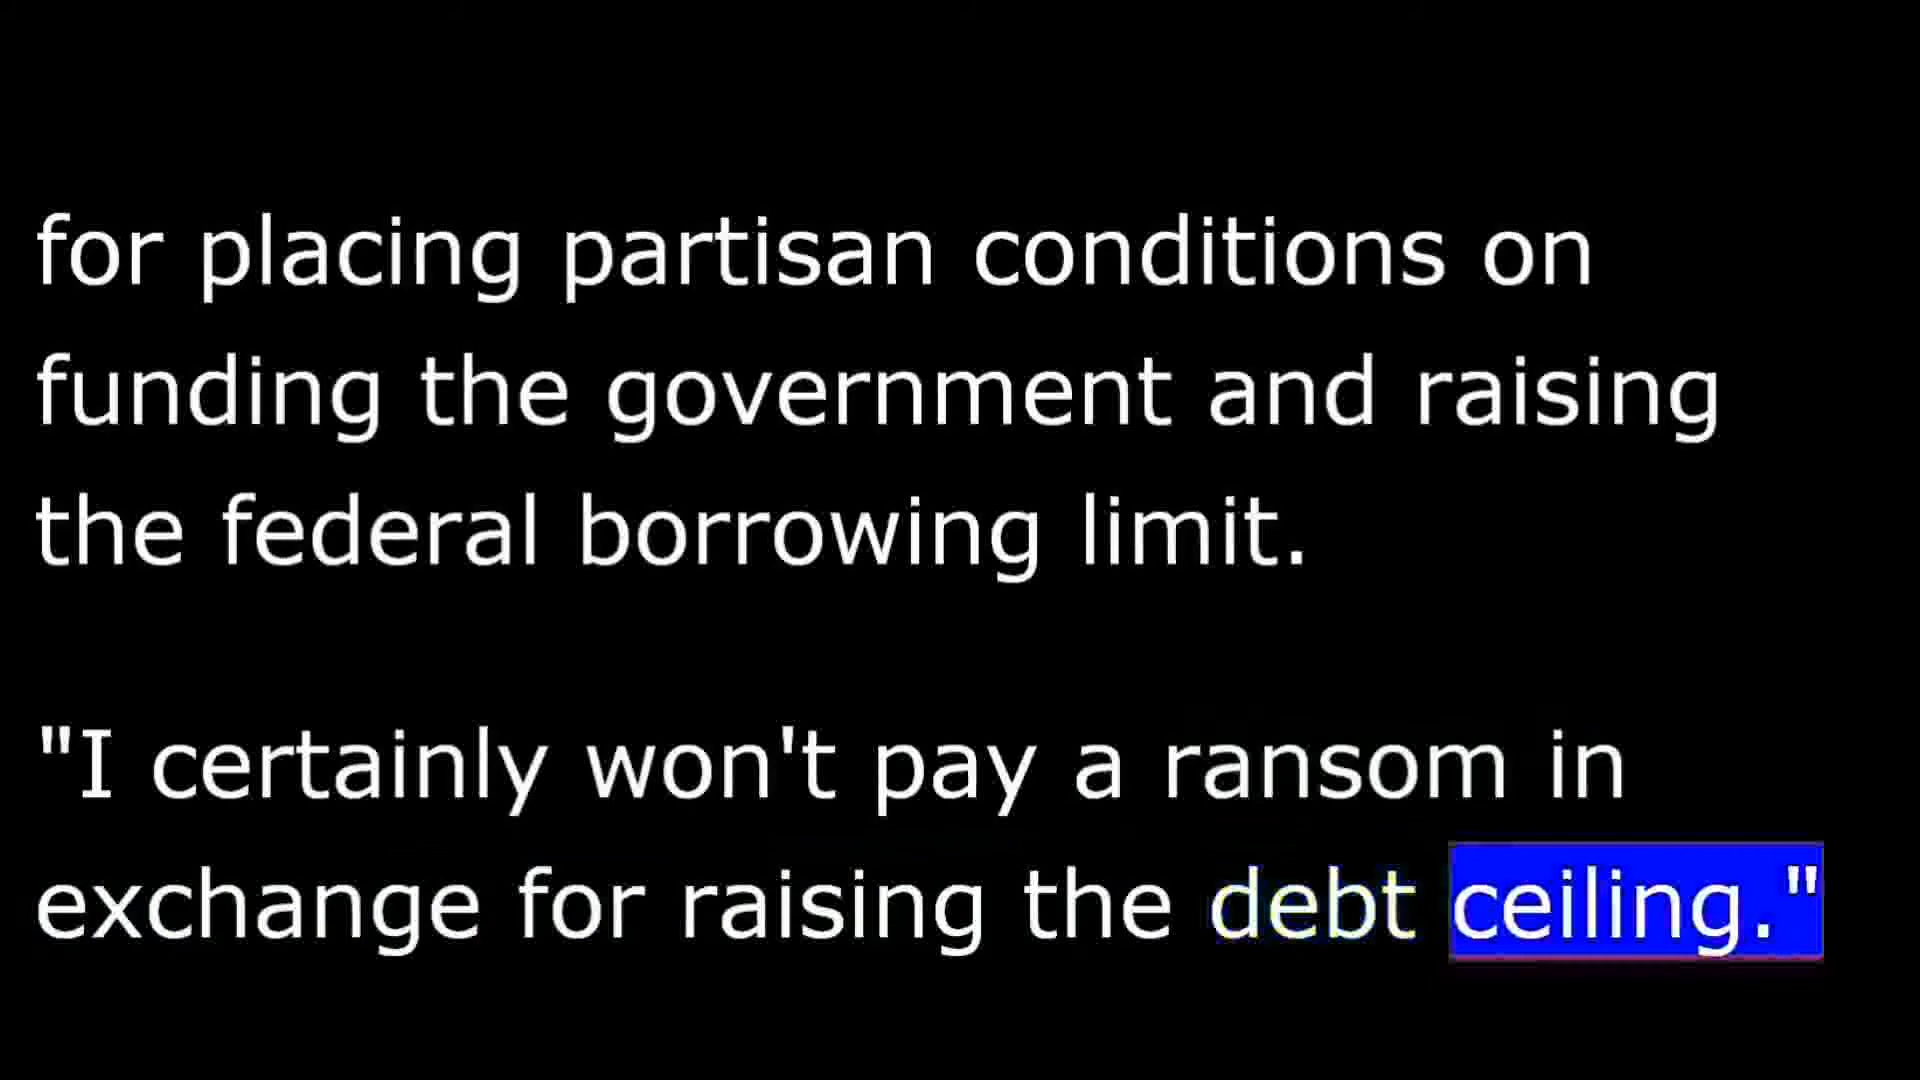 for placing partisan conditions on
funding the government and raising
the federal borrowing limit.
"I certainly won't pay a ransom in
exchange for raising the debt ceiling."